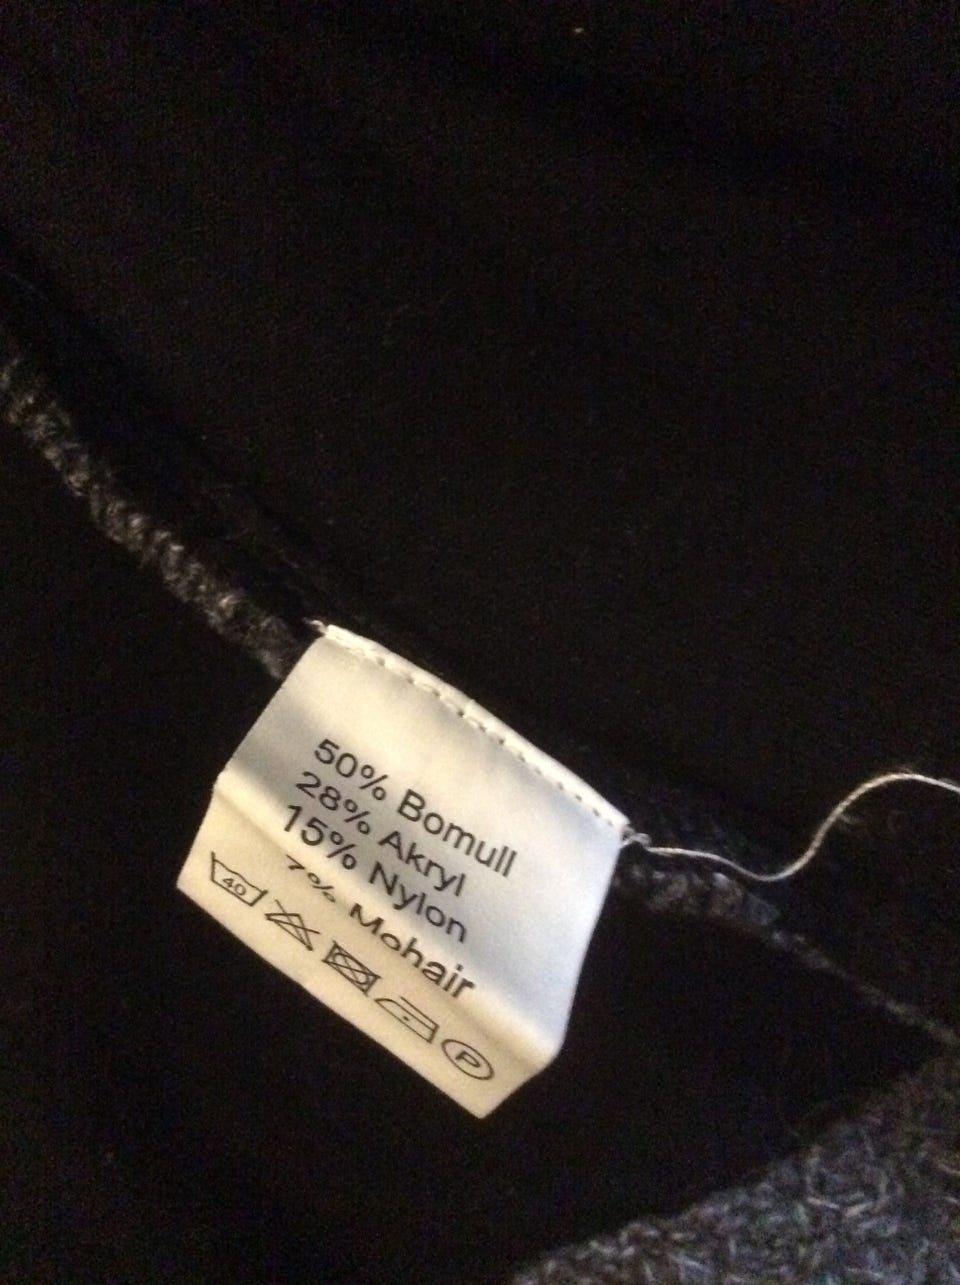 50% Bomull
28% Akryl
15% Nylon
7% Mohair
40 P